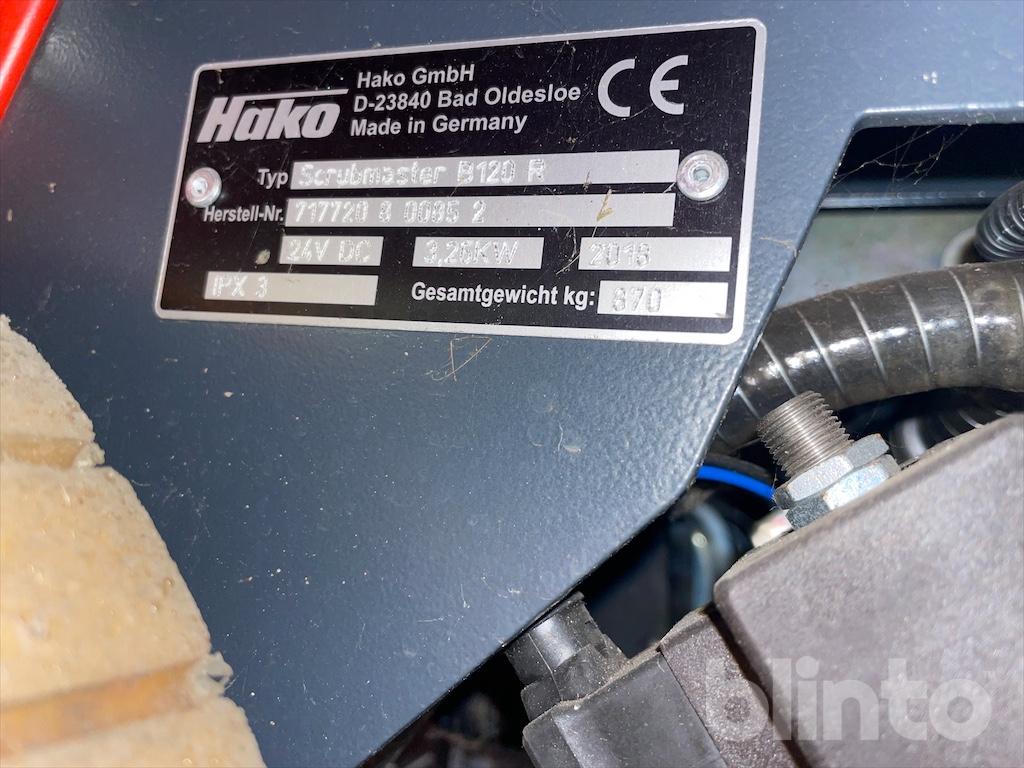 Hako
Hako GmbH
D-23840 Bad Oldesloe
Made in Germany
CE
Typ Scrubmaster B120 R
Herstell-Nr. 717720 8 0085 2
24V DC 3,26KW 2018
IPX 3 Gesamtgewicht kg: 870
blinto